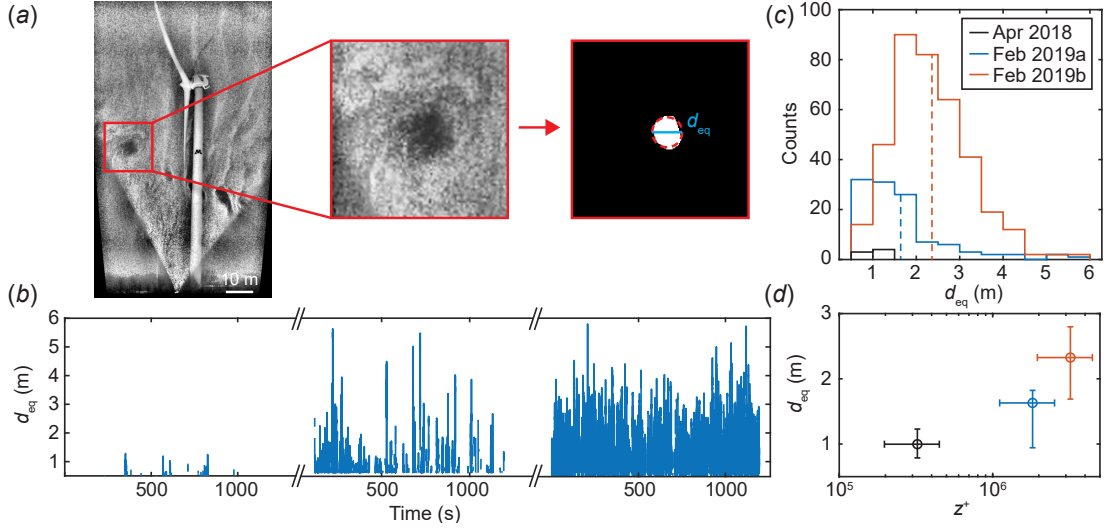 (a)
10 m
d_eq
(b)
6
5
4
3
2
1
d_eq (m)
500
1000
500
1000
500
1000
Time (s)
(c)
Apr 2018
Feb 2019a
Feb 2019b
100
80
60
40
20
0
Counts
1
2
3
4
5
6
d_eq (m)
(d)
3
2
1
d_eq (m)
10^5
10^6
z^+